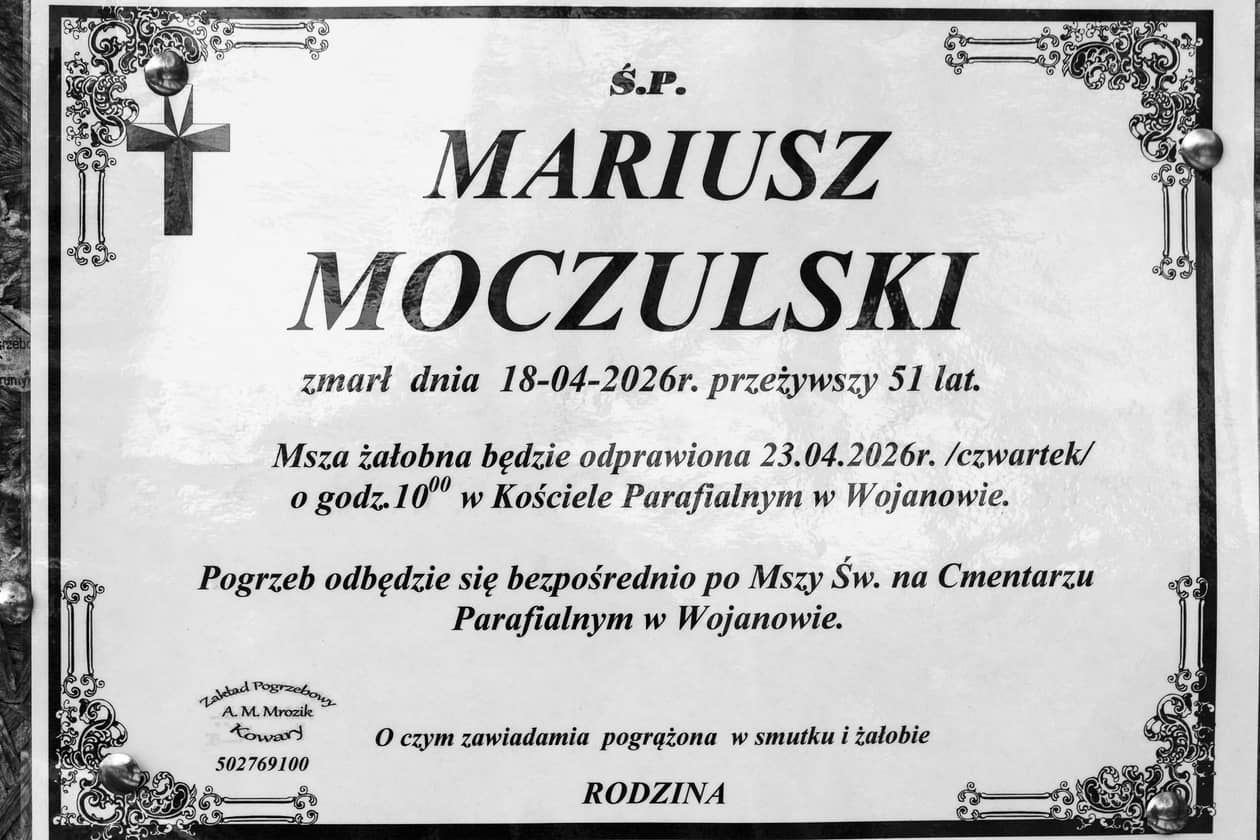 Ś.P.
MARIUSZ
MOCZULSKI
zmarł dnia 18-04-2026r. przeżywszy 51 lat.
Msza żałobna będzie odprawiona 23.04.2026r. /czwartek/
o godz.10⁰⁰ w Kościele Parafialnym w Wojanowie.
Pogrzeb odbędzie się bezpośrednio po Mszy Św. na Cmentarzu
Parafialnym w Wojanowie.
Zakład Pogrzebowy
A. M. Mrozik
Kowary
502769100
O czym zawiadamia pogrążona w smutku i żałobie
RODZINA